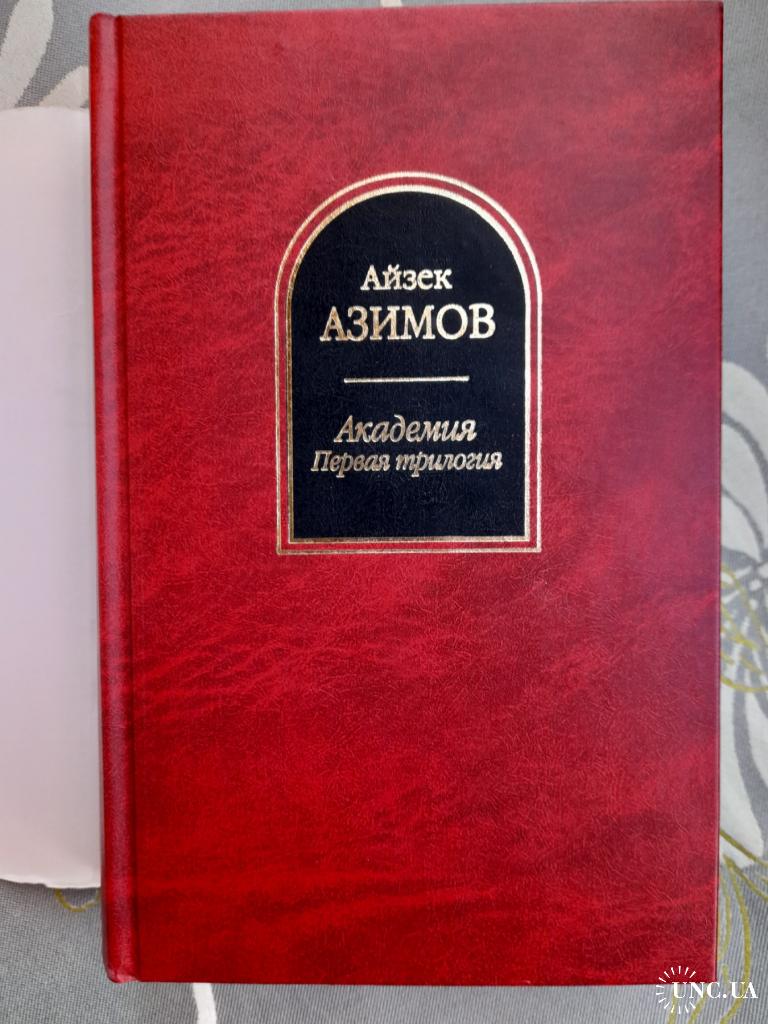 Айзек
АЗИМОВ
Академия
Первая трилогия
UNC.UA